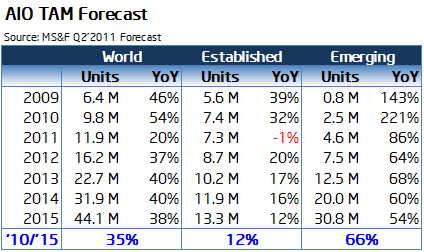 AIO TAM Forecast
Source: MS&F Q2'2011 Forecast
World Established Emerging
Units YoY Units YoY Units YoY
2009 6.4 M 46% 5.6 M 39% 0.8 M 143%
2010 9.8 M 54% 7.4 M 32% 2.5 M 221%
2011 11.9 M 20% 7.3 M -1% 4.6 M 86%
2012 16.2 M 37% 8.7 M 20% 7.5 M 64%
2013 22.7 M 40% 10.2 M 17% 12.5 M 68%
2014 31.9 M 40% 11.9 M 16% 20.0 M 60%
2015 44.1 M 38% 13.3 M 12% 30.8 M 54%
'10/'15 35% 12% 66%